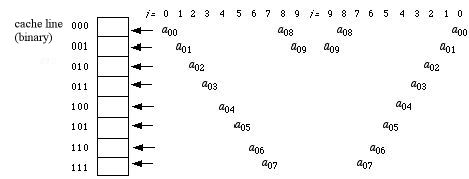 j= 0 1 2 3 4 5 6 7 8 9 j= 9 8 7 6 5 4 3 2 1 0
cache line
(binary)
000 a00 a08 a08 a00
001 a01 a09 a09 a01
010 a02 a02
011 a03 a03
100 a04 a04
101 a05 a05
110 a06 a06
111 a07 a07